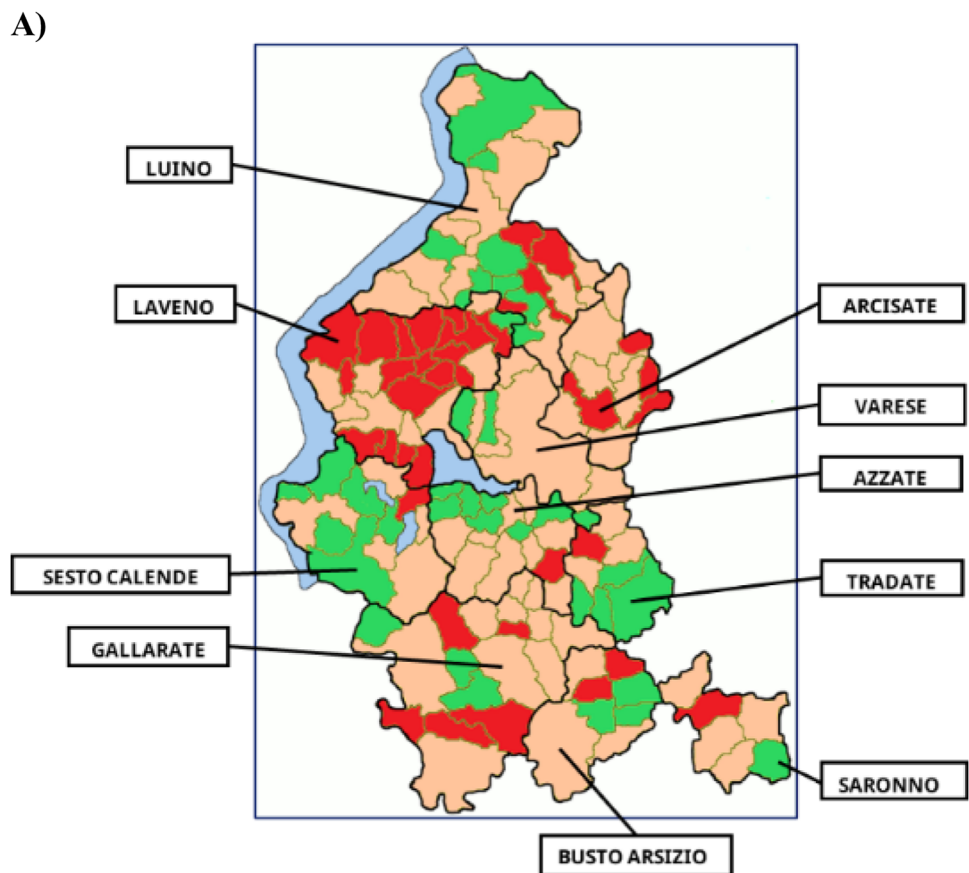 A)
LUINO
LAVENO
ARCISATE
VARESE
AZZATE
SESTO CALENDE
TRADATE
GALLARATE
SARONNO
BUSTO ARSIZIO